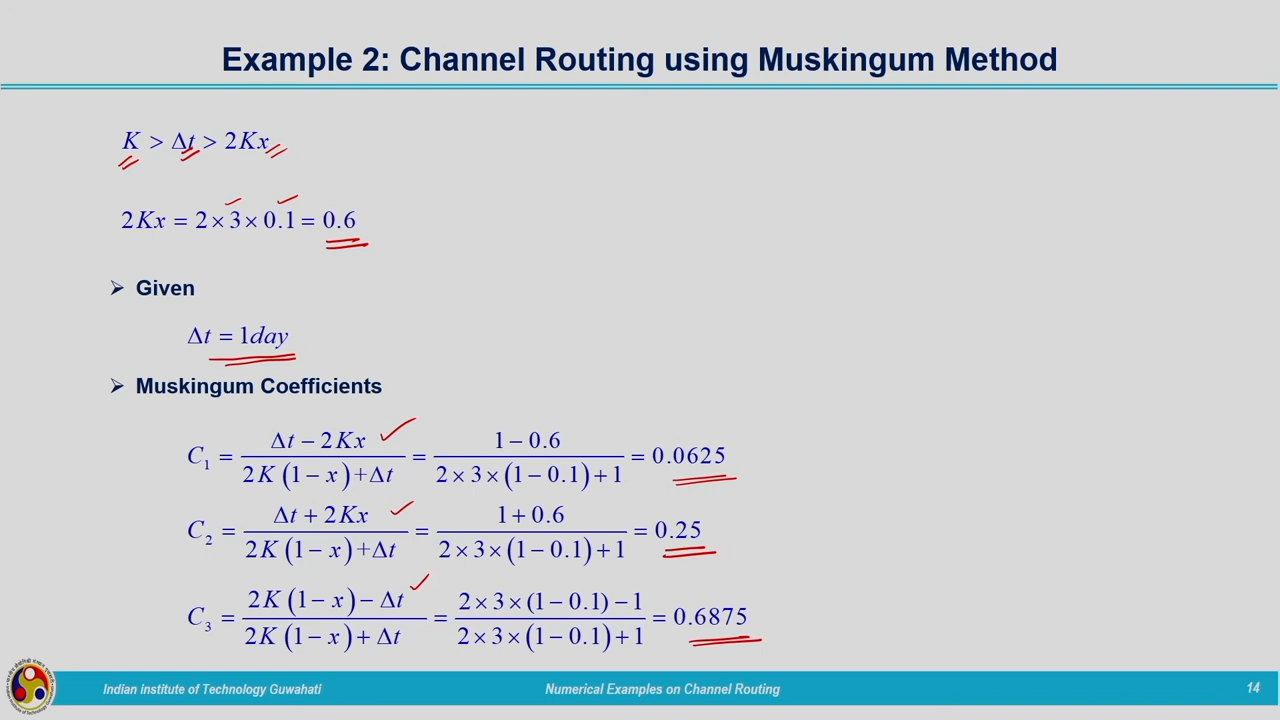 Example 2: Channel Routing using Muskingum Method
K > Δt > 2Kx
2Kx = 2 × 3 × 0.1 = 0.6
➢ Given
Δt = 1day
➢ Muskingum Coefficients
C₁ = (Δt − 2Kx) / (2K(1 − x)+Δt) = (1 − 0.6) / (2 × 3 × (1 − 0.1) + 1) = 0.0625
C₂ = (Δt + 2Kx) / (2K(1 − x)+Δt) = (1 + 0.6) / (2 × 3 × (1 − 0.1) + 1) = 0.25
C₃ = (2K(1 − x) − Δt) / (2K(1 − x) + Δt) = (2 × 3 × (1 − 0.1) − 1) / (2 × 3 × (1 − 0.1) + 1) = 0.6875
Indian institute of Technology Guwahati
Numerical Examples on Channel Routing
14